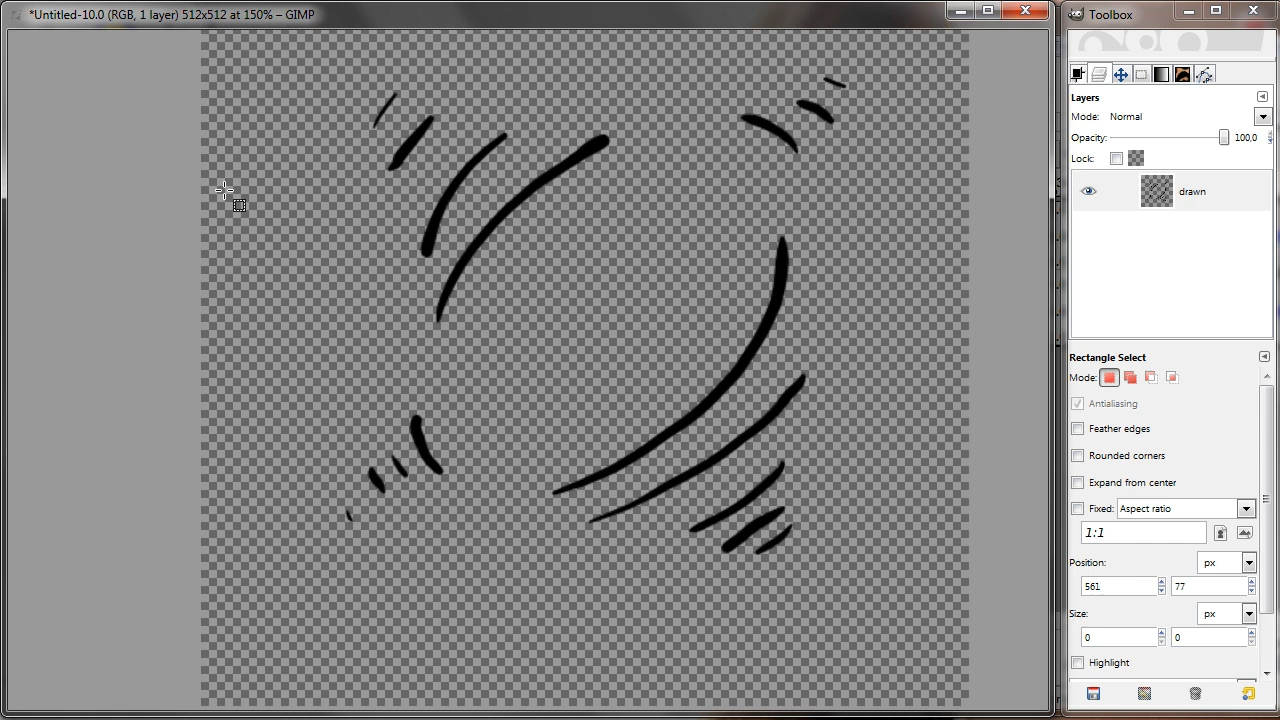 *Untitled-10.0 (RGB, 1 layer) 512x512 at 150% – GIMP
Toolbox
Layers
Mode: Normal
Opacity: 100,0
Lock:
drawn
Rectangle Select
Mode:
Antialiasing
Feather edges
Rounded corners
Expand from center
Fixed: Aspect ratio
1:1
Position: px
561 77
Size: px
0 0
Highlight